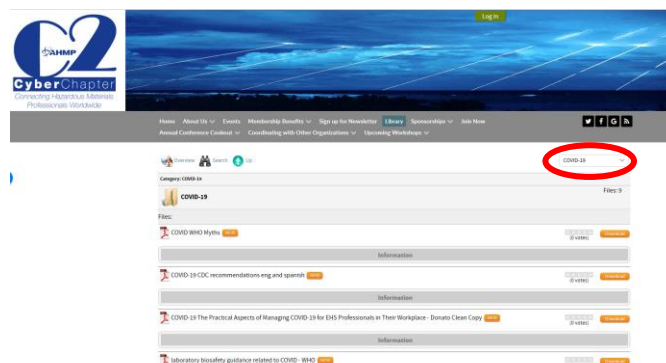 Log In
AHMP
C2
CyberChapter
Connecting Hazardous Materials
Professionals Worldwide
Home About Us Events Membership Benefits Sign up for Newsletter Library Sponsorships Join Now
Annual Conference Cookout Coordinating with Other Organizations Upcoming Workshops
Overview Search Up
COVID-19
Category: COVID-19
COVID-19
Files: 9
Files:
COVID WHO Myths NEW
(0 votes) Download
Information
COVID-19 CDC recommendations eng and spanish NEW
(0 votes) Download
Information
COVID-19 The Practical Aspects of Managing COVID-19 for EHS Professionals in Their Workplace - Donato Clean Copy NEW
(0 votes) Download
Information
laboratory biosafety guidance related to COVID - WHO NEW
Download